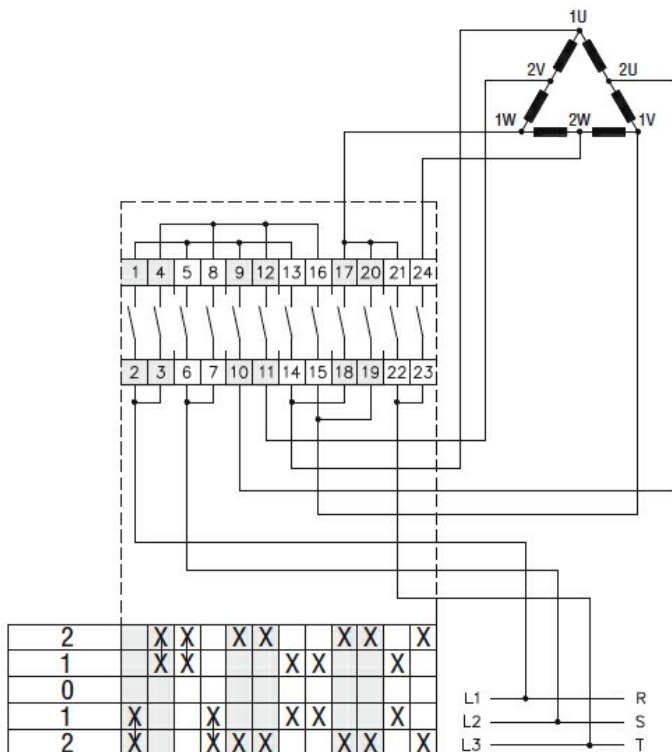 1U
2V 2U
1W 2W 1V
1 4 5 8 9 12 13 16 17 20 21 24
2 3 6 7 10 11 14 15 18 19 22 23
2 X X X X X X X
1 X X X X X
0
1 X X X X X
2 X X X X X X X
L1 R
L2 S
L3 T